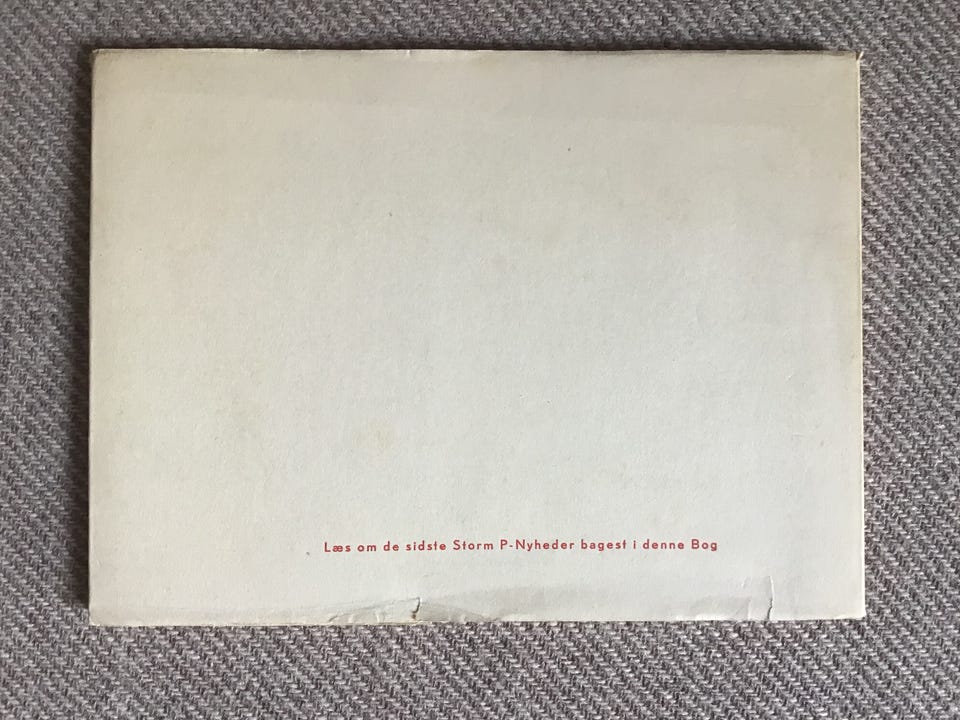 Læs om de sidste Storm P-Nyheder bagest i denne Bog